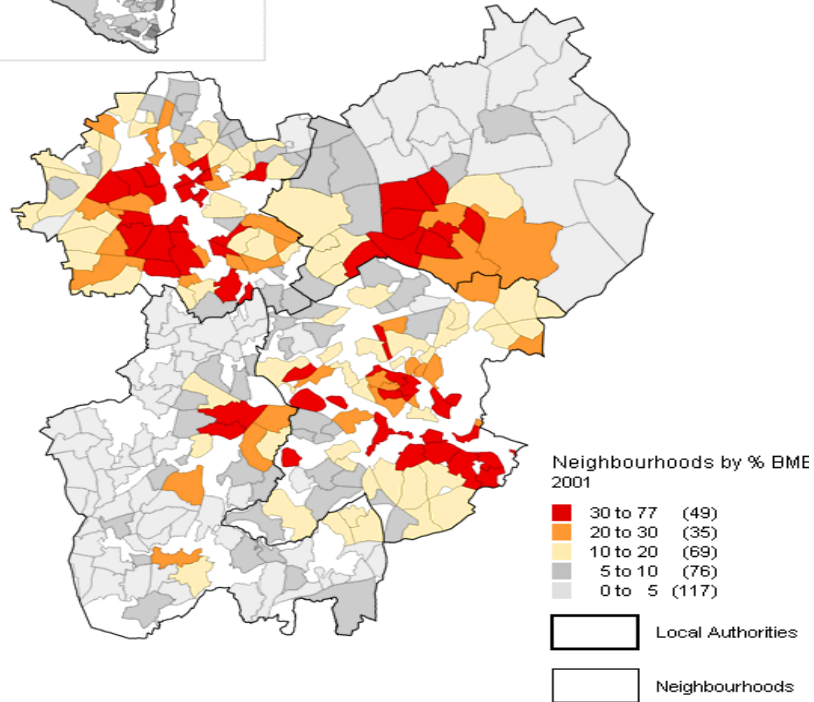 Neighbourhoods by % BME
2001
30 to 77 (49)
20 to 30 (35)
10 to 20 (69)
5 to 10 (76)
0 to 5 (117)
Local Authorities
Neighbourhoods